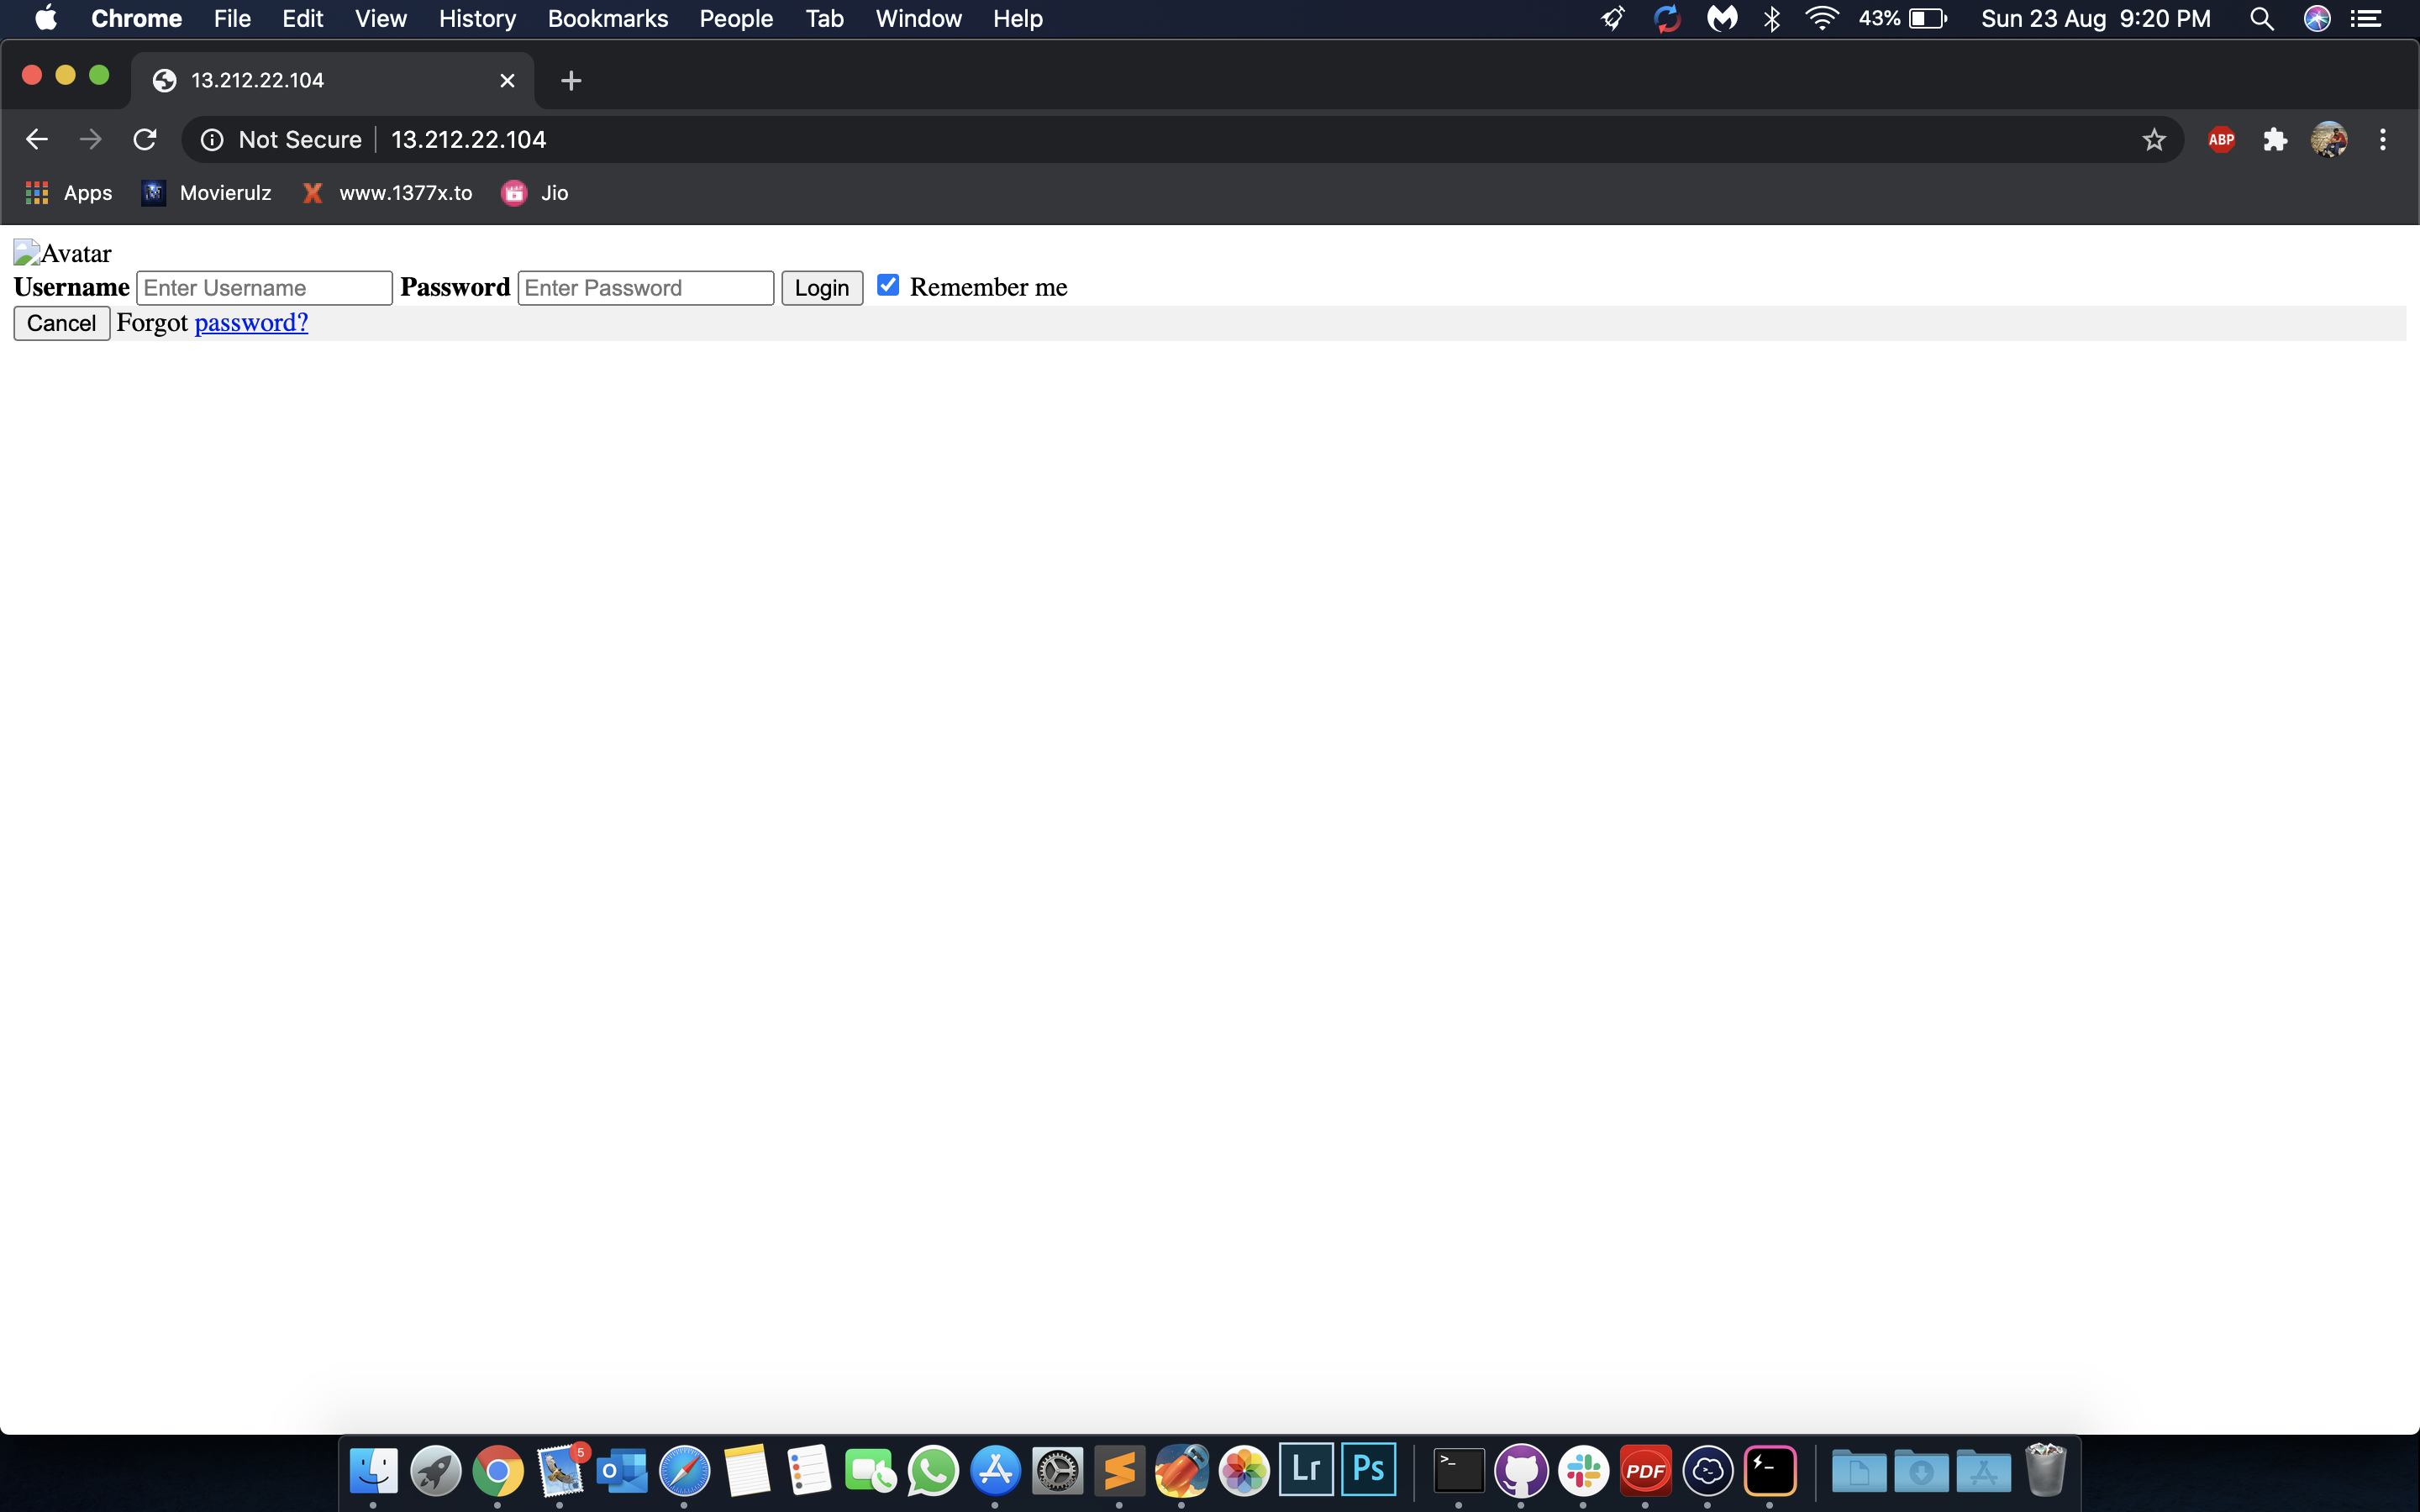 Chrome File Edit View History Bookmarks People Tab Window Help 43% Sun 23 Aug 9:20 PM
13.212.22.104
Not Secure 13.212.22.104 ABP
Apps Movierulz www.1377x.to Jio
Avatar
Username Enter Username Password Enter Password Login Remember me
Cancel Forgot password?
5 O Lr Ps >_ PDF